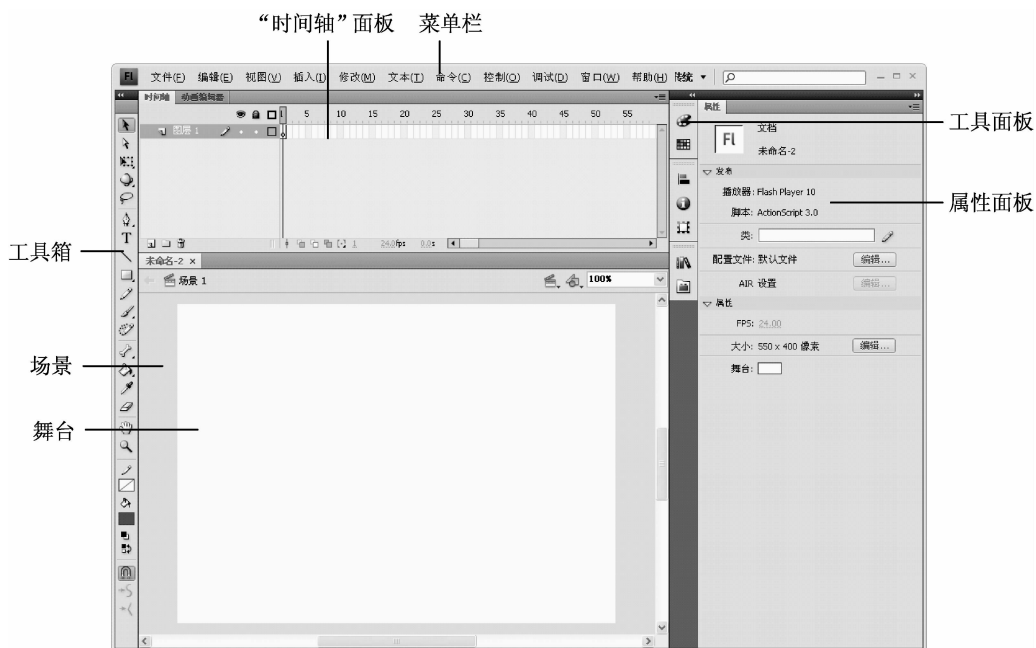 “时间轴”面板 菜单栏
Fl 文件(F) 编辑(E) 视图(V) 插入(I) 修改(M) 文本(T) 命令(C) 控制(O) 调试(D) 窗口(W) 帮助(H) 传统
时间轴 动画编辑器
属性
1 5 10 15 20 25 30 35 40 45 50 55
图层 1
工具面板
Fl 文档
未命名-2
发布
播放器: Flash Player 10
属性面板
脚本: ActionScript 3.0
类:
1 24.0fps 0.0s
工具箱
未命名-2 ×
配置文件: 默认文件 编辑...
场景 1 100%
AIR 设置 编辑...
属性
FPS: 24.00
大小: 550 x 400 像素 编辑...
场景
舞台:
舞台
T